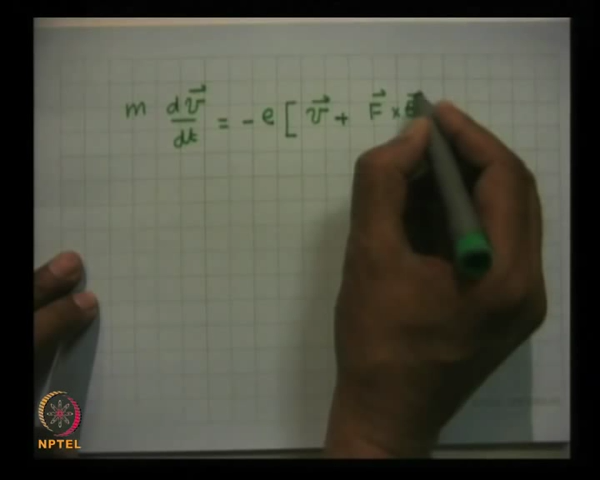 m dv⃗/dt = - e [ v⃗ + F⃗ × B⃗
NPTEL